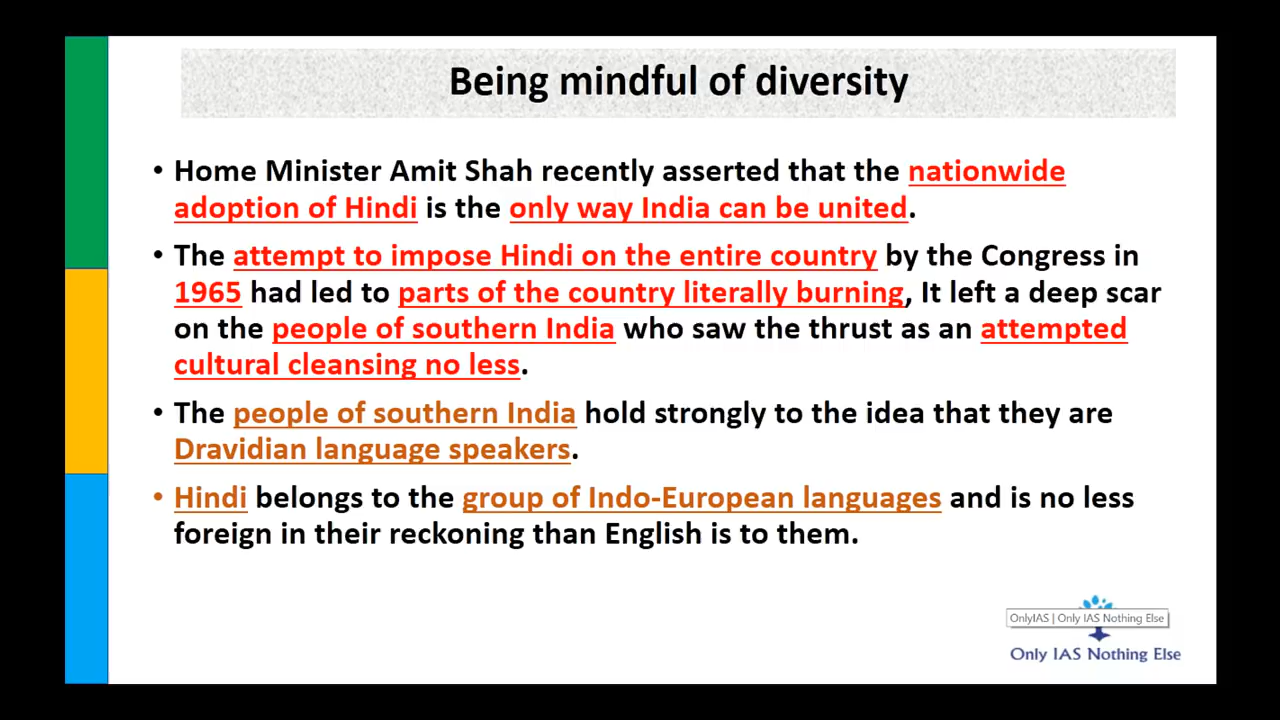 Being mindful of diversity
• Home Minister Amit Shah recently asserted that the nationwide
adoption of Hindi is the only way India can be united.
• The attempt to impose Hindi on the entire country by the Congress in
1965 had led to parts of the country literally burning, It left a deep scar
on the people of southern India who saw the thrust as an attempted
cultural cleansing no less.
• The people of southern India hold strongly to the idea that they are
Dravidian language speakers.
• Hindi belongs to the group of Indo-European languages and is no less
foreign in their reckoning than English is to them.
OnlyIAS | Only IAS Nothing Else
Only IAS Nothing Else